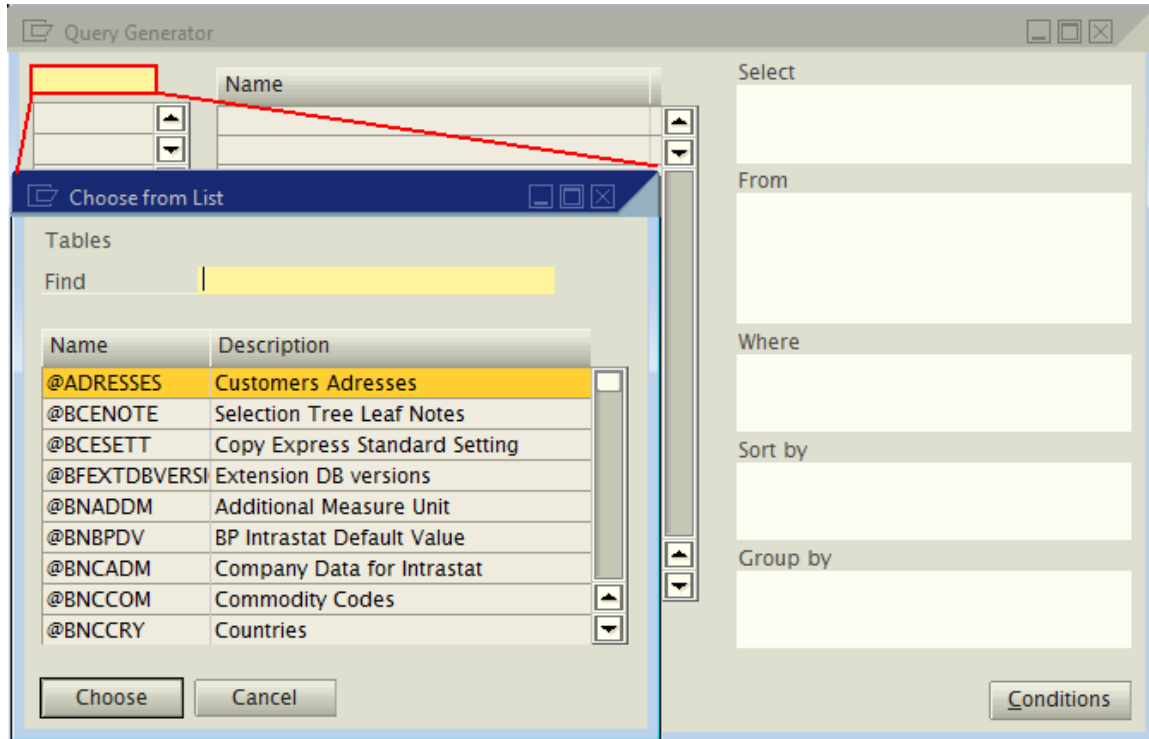 Query Generator
Name
Select
From
Choose from List
Tables
Find
Name Description
@ADRESSES Customers Adresses
@BCENOTE Selection Tree Leaf Notes
@BCESETT Copy Express Standard Setting
@BFEXTDBVERSI Extension DB versions
@BNADDM Additional Measure Unit
@BNBPDV BP Intrastat Default Value
@BNCADM Company Data for Intrastat
@BNCCOM Commodity Codes
@BNCCRY Countries
Choose Cancel
Where
Sort by
Group by
Conditions